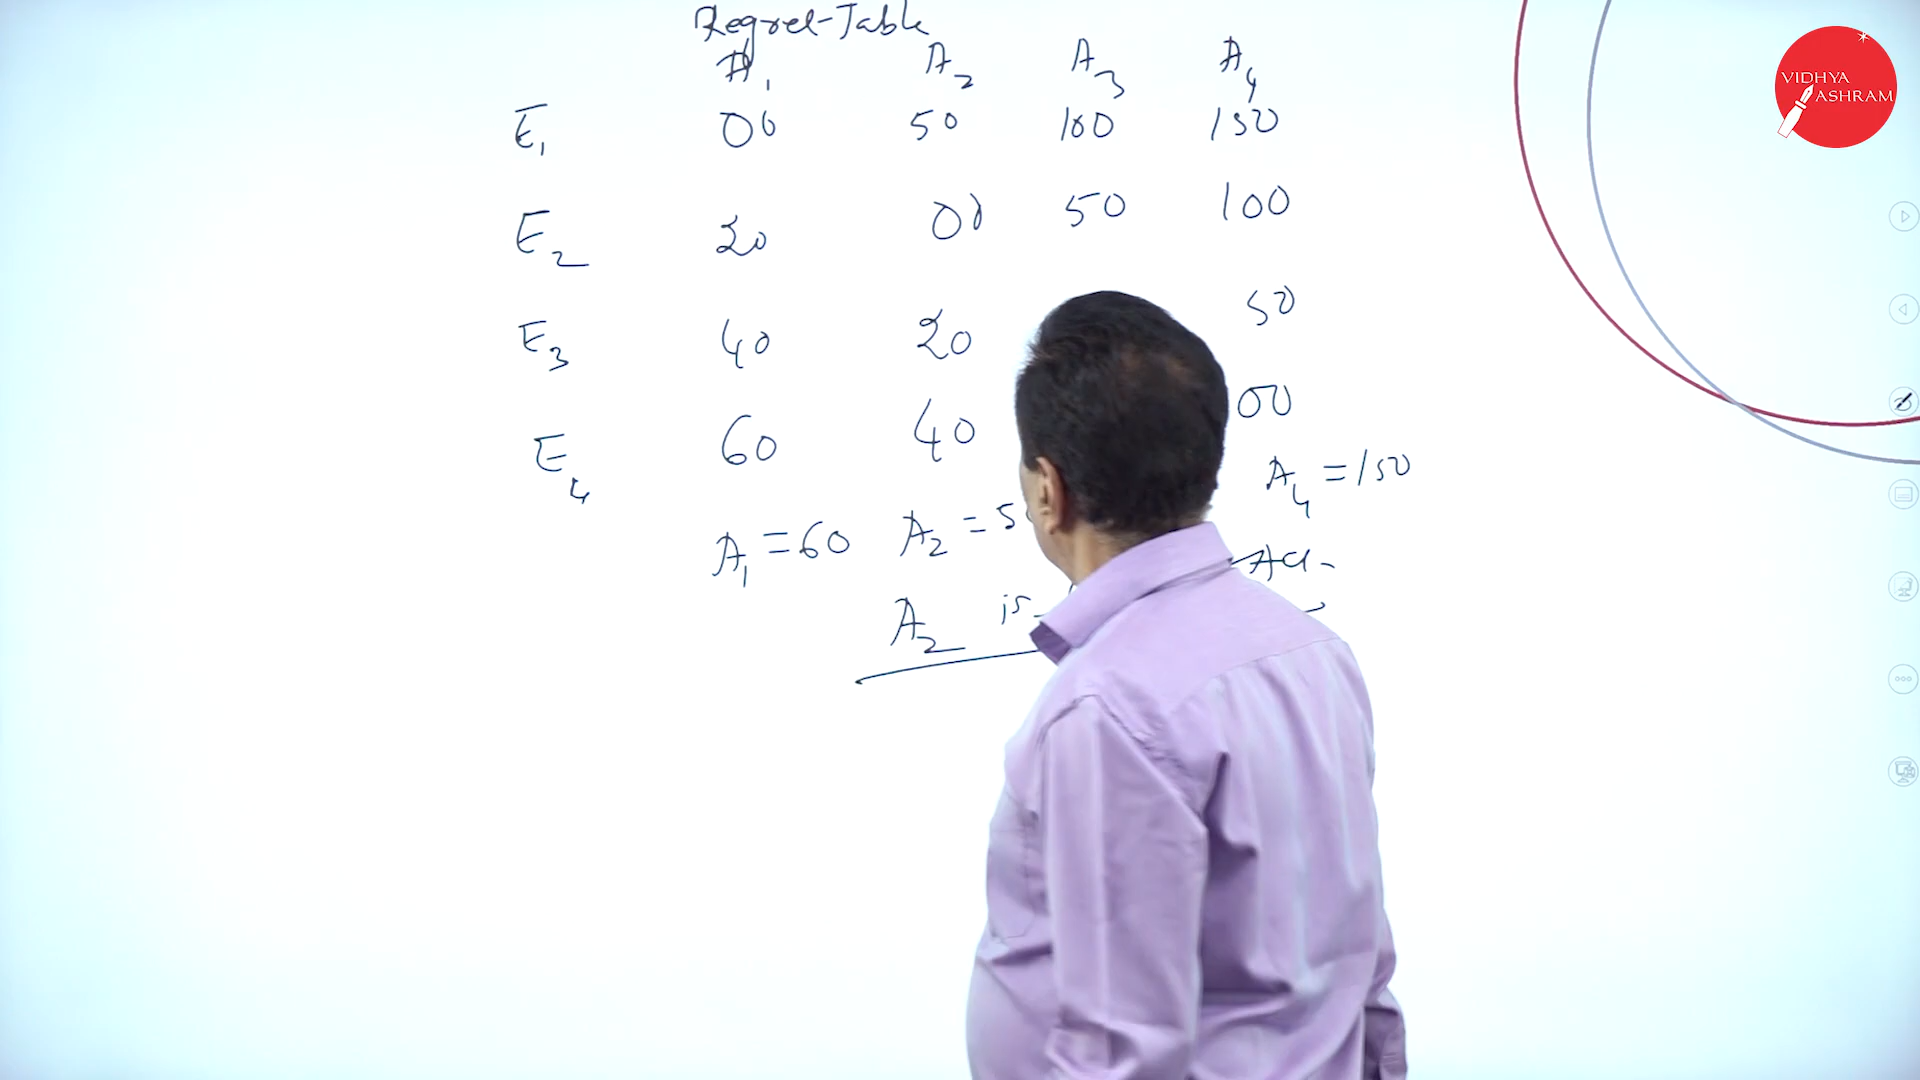 Regret-Table
A1 A2 A3 A4
E1 00 50 100 150
E2 20 00 50 100
E3 40 20 50
E4 60 40 00
A1 = 60 A2 = 5 A4 = 150
A2 is
VIDHYA
ASHRAM